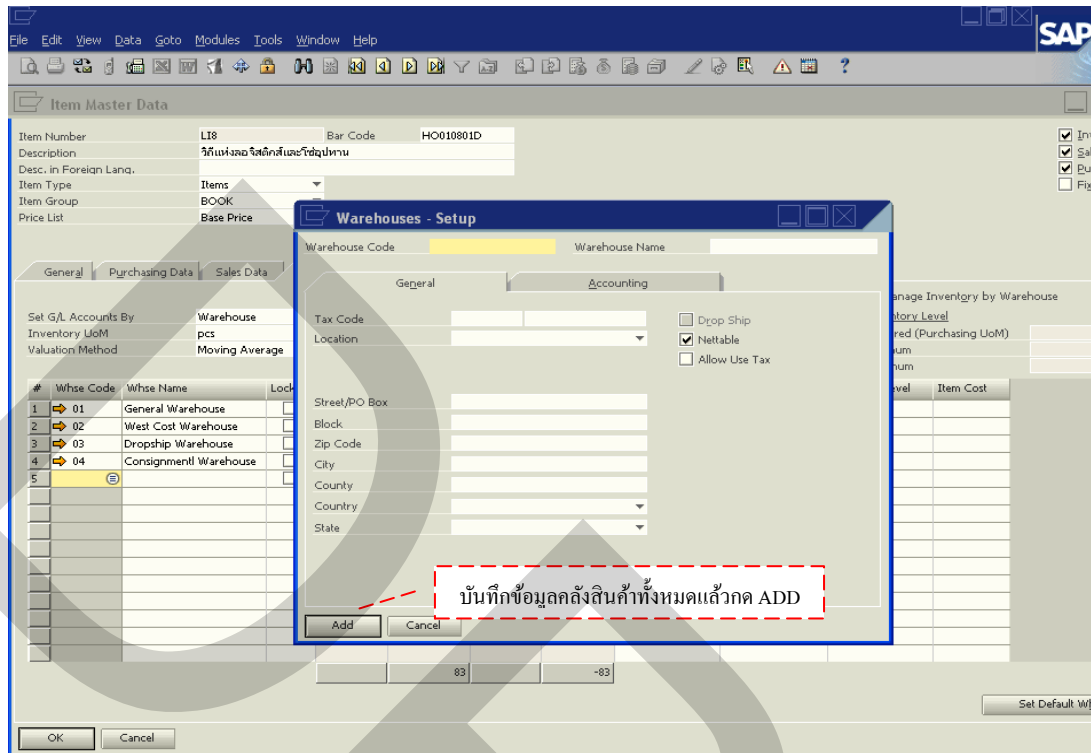 File Edit View Data Goto Modules Tools Window Help
SAP
Item Master Data
Item Number LI8 Bar Code HO010801D
Description วิถีแห่งลอจิสติกส์และโซ่อุปทาน
Desc. in Foreign Lang.
Item Type Items
Item Group BOOK
Price List Base Price
General Purchasing Data Sales Data
Set G/L Accounts By Warehouse
Inventory UoM pcs
Valuation Method Moving Average
# Whse Code Whse Name Lock
1 01 General Warehouse
2 02 West Cost Warehouse
3 03 Dropship Warehouse
4 04 Consignmentl Warehouse
5
Warehouses - Setup
Warehouse Code Warehouse Name
General Accounting
Tax Code
Location
Drop Ship
Nettable
Allow Use Tax
Street/PO Box
Block
Zip Code
City
County
Country
State
บันทึกข้อมูลคลังสินค้าทั้งหมดแล้วกด ADD
Add Cancel
anage Inventory by Warehouse
ntory Level
red (Purchasing UoM)
num
num
evel Item Cost
83 -83
Set Default Wh
OK Cancel